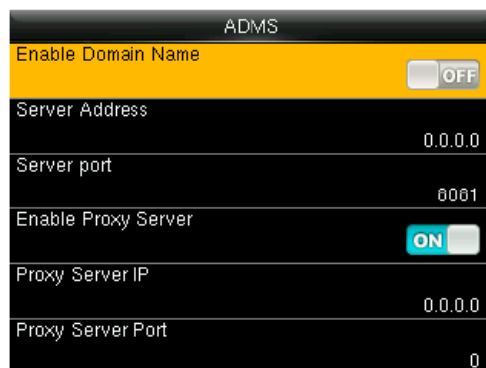 ADMS
Enable Domain Name
OFF
Server Address
0.0.0.0
Server port
8081
Enable Proxy Server
ON
Proxy Server IP
0.0.0.0
Proxy Server Port
0